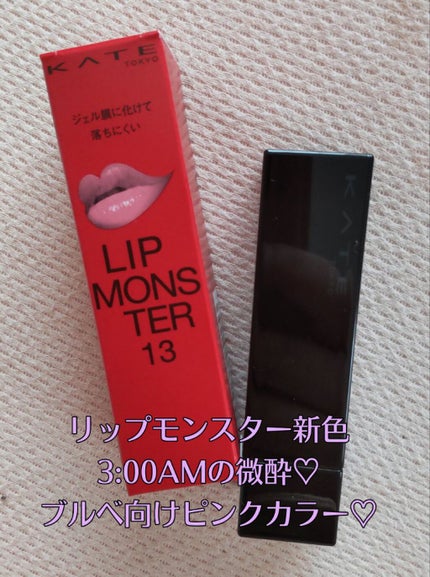 KATE
TOKYO
ジェル膜に化けて
落ちにくい
LIP
MONS
TER
13
KATE
リップモンスター新色
3:00AMの微酔♡
ブルベ向けピンクカラー♡